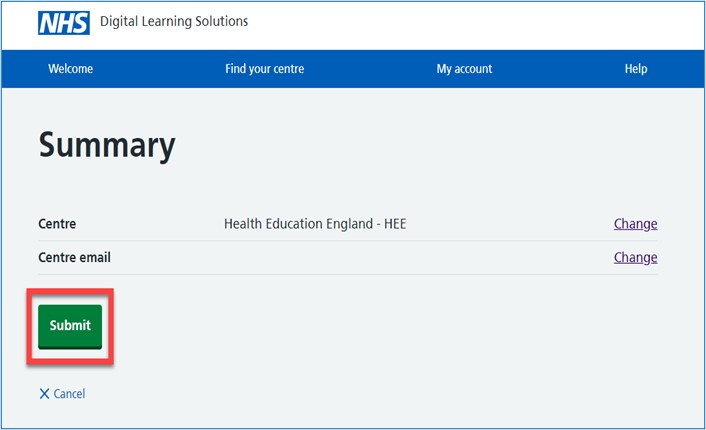 NHS Digital Learning Solutions
Welcome Find your centre My account Help
Summary
Centre Health Education England - HEE Change
Centre email Change
Submit
Cancel